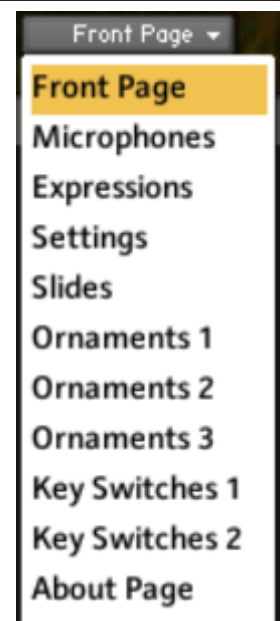 Front Page
Front Page
Microphones
Expressions
Settings
Slides
Ornaments 1
Ornaments 2
Ornaments 3
Key Switches 1
Key Switches 2
About Page